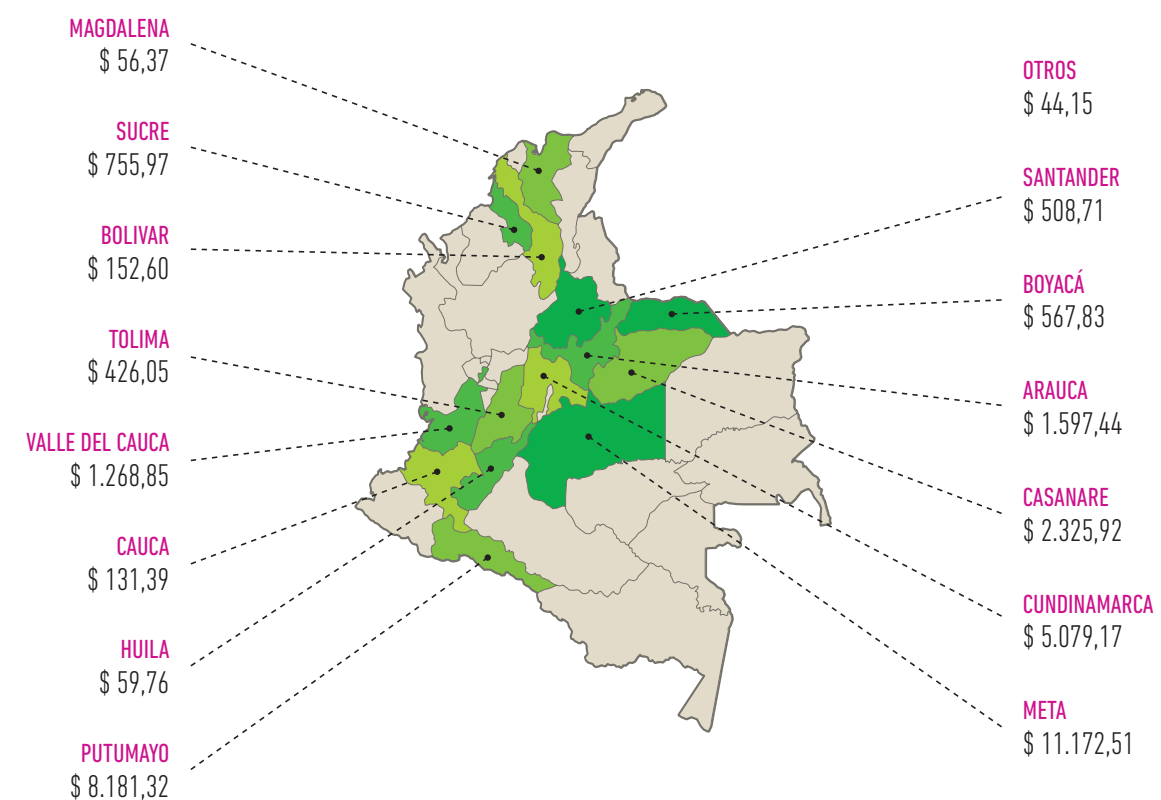 MAGDALENA
$ 56,37
SUCRE
$ 755,97
BOLIVAR
$ 152,60
TOLIMA
$ 426,05
VALLE DEL CAUCA
$ 1.268,85
CAUCA
$ 131,39
HUILA
$ 59,76
PUTUMAYO
$ 8.181,32
OTROS
$ 44,15
SANTANDER
$ 508,71
BOYACÁ
$ 567,83
ARAUCA
$ 1.597,44
CASANARE
$ 2.325,92
CUNDINAMARCA
$ 5.079,17
META
$ 11.172,51